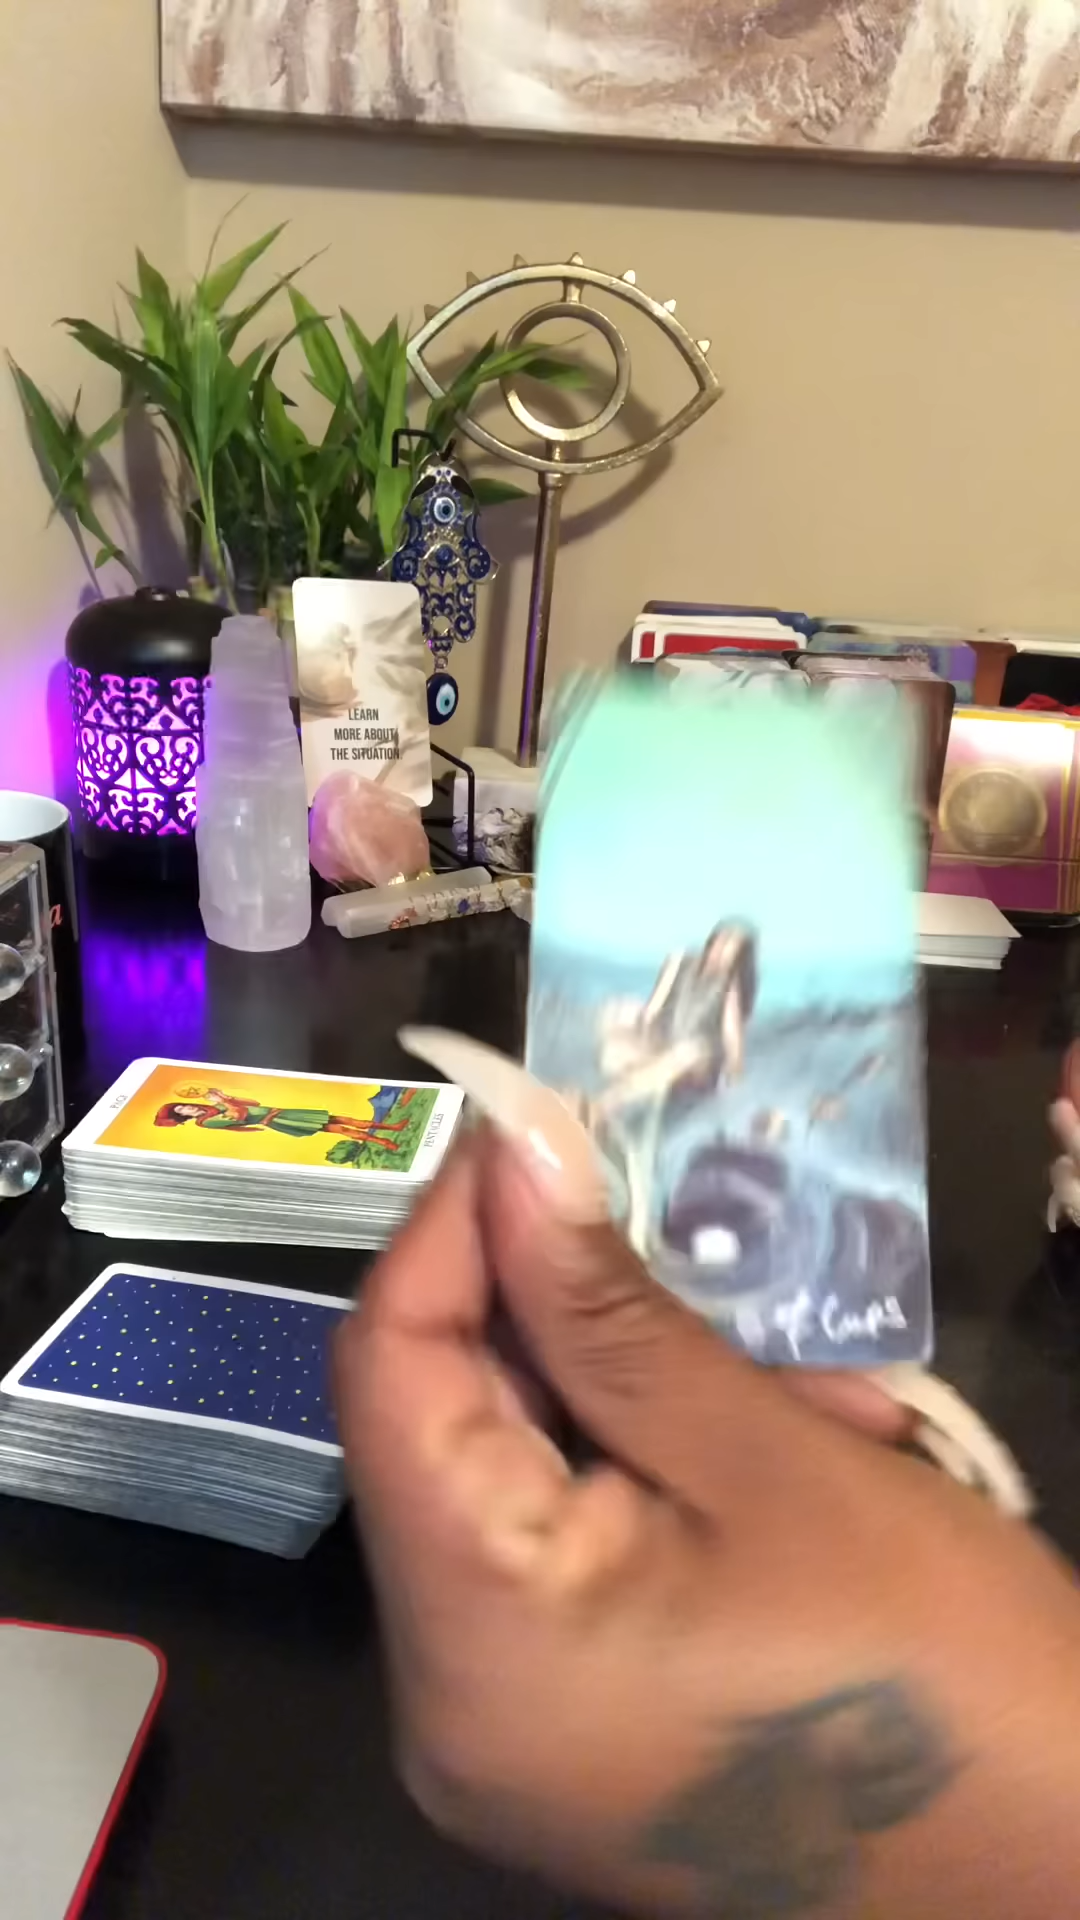 LEARN
MORE ABOUT
THE SITUATION.
PAGE
PENTACLES
of Cups
a